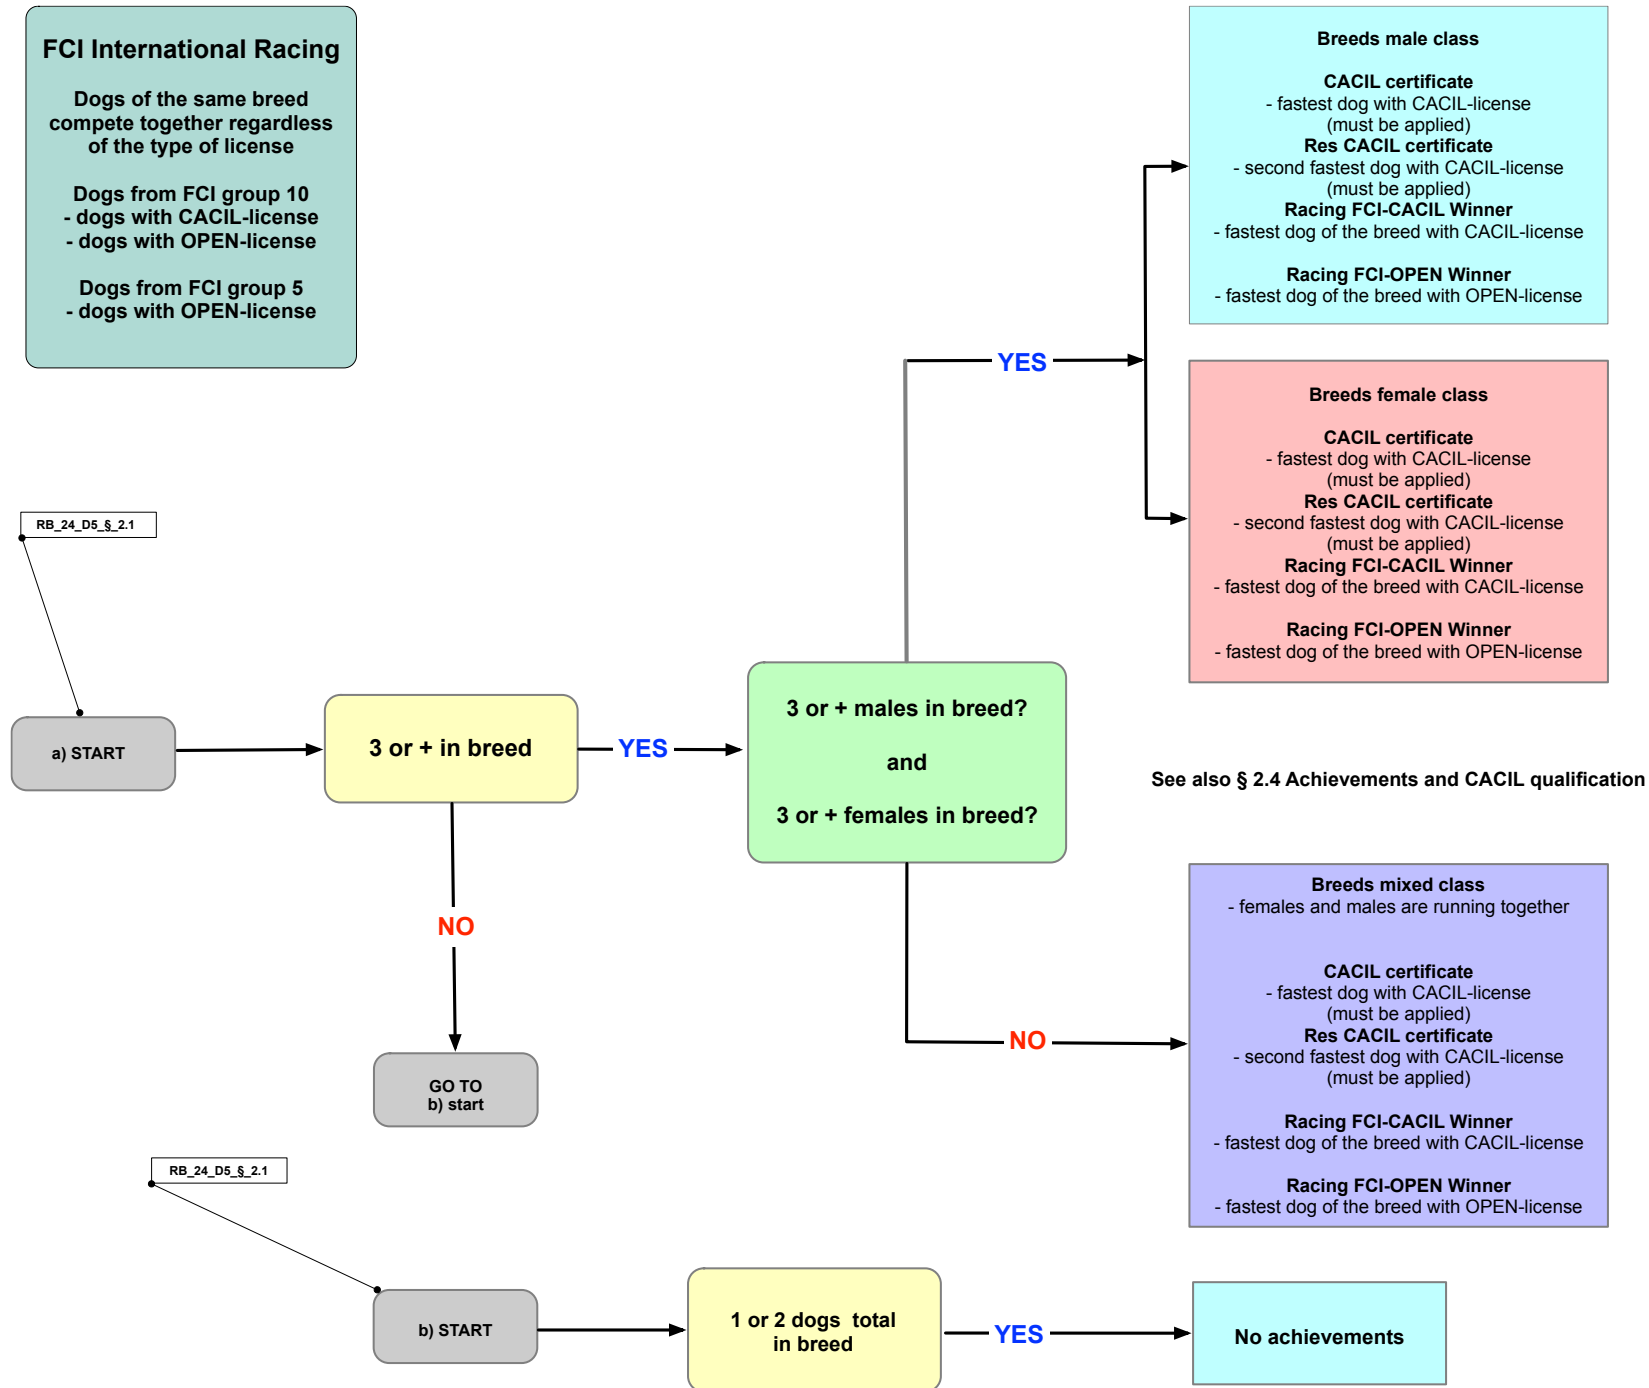 FCI International Racing
Dogs of the same breed
compete together regardless
of the type of license
Dogs from FCI group 10
- dogs with CACIL-license
- dogs with OPEN-license
Dogs from FCI group 5
- dogs with OPEN-license
Breeds male class
CACIL certificate
- fastest dog with CACIL-license
(must be applied)
Res CACIL certificate
- second fastest dog with CACIL-license
(must be applied)
Racing FCI-CACIL Winner
- fastest dog of the breed with CACIL-license
Racing FCI-OPEN Winner
- fastest dog of the breed with OPEN-license
YES
Breeds female class
CACIL certificate
- fastest dog with CACIL-license
(must be applied)
Res CACIL certificate
- second fastest dog with CACIL-license
(must be applied)
Racing FCI-CACIL Winner
- fastest dog of the breed with CACIL-license
Racing FCI-OPEN Winner
- fastest dog of the breed with OPEN-license
RB_24_D5_§_2.1
a) START
3 or + in breed
YES
3 or + males in breed?
and
3 or + females in breed?
See also § 2.4 Achievements and CACIL qualification
NO
GO TO
b) start
NO
Breeds mixed class
- females and males are running together
CACIL certificate
- fastest dog with CACIL-license
(must be applied)
Res CACIL certificate
- second fastest dog with CACIL-license
(must be applied)
Racing FCI-CACIL Winner
- fastest dog of the breed with CACIL-license
Racing FCI-OPEN Winner
- fastest dog of the breed with OPEN-license
RB_24_D5_§_2.1
b) START
1 or 2 dogs total
in breed
YES
No achievements